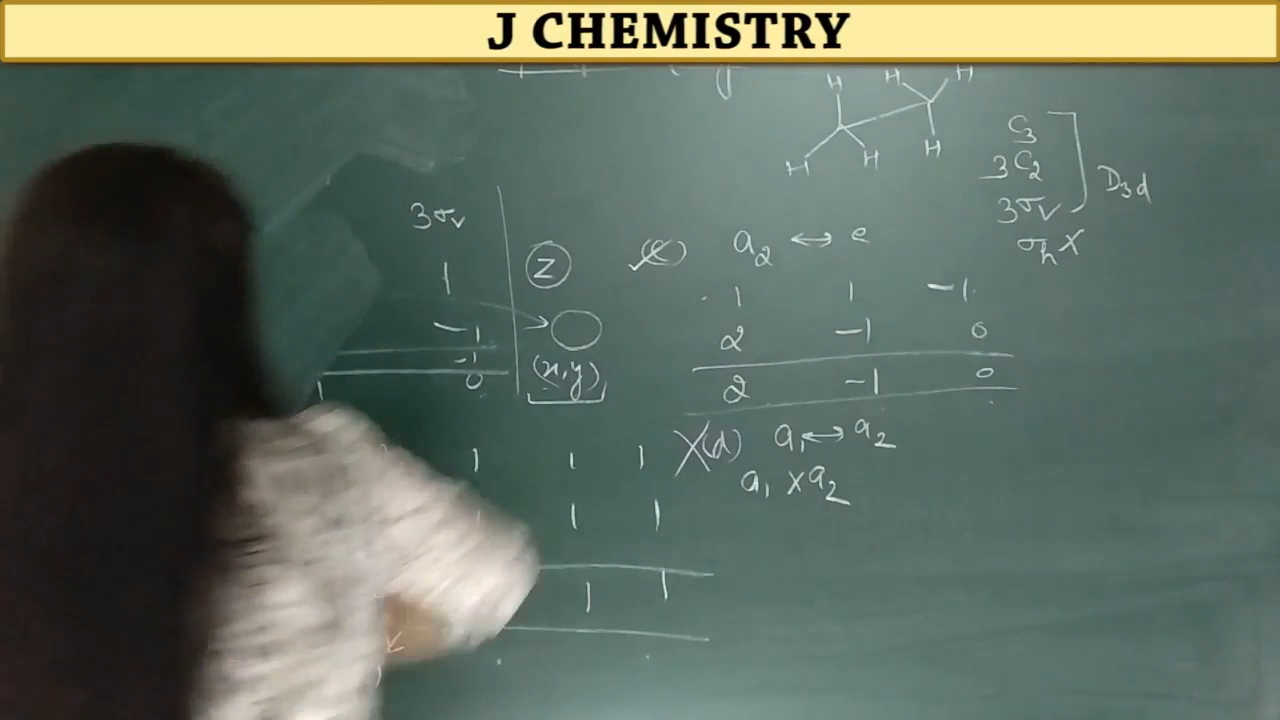 J CHEMISTRY
H H H
H H H
C3
3C2
3σv
σh X
D3d
3σv
1
-1
-1
0
Z
(x,y)
(c) a2 ↔ e
1 1 -1
2 -1 0
2 -1 0
X(d) a1 ↔ a2
a1 × a2
1 1 1
1 1
1 1